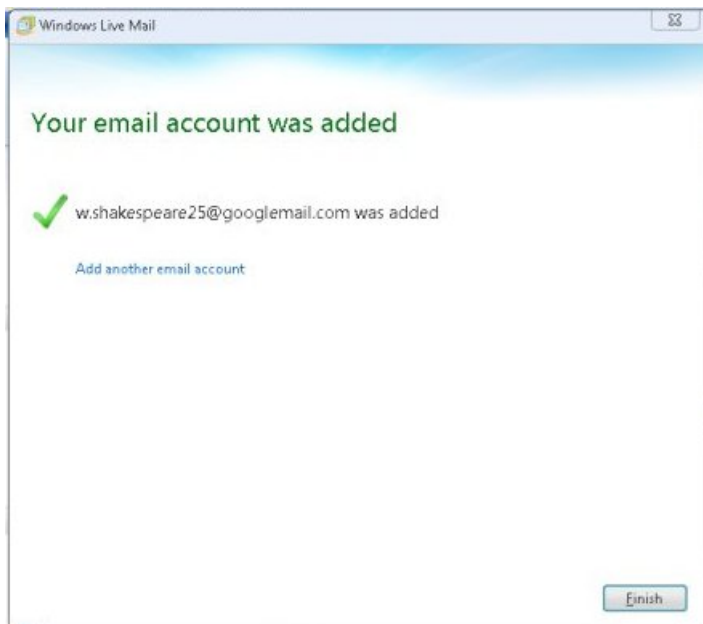 Windows Live Mail
Your email account was added
w.shakespeare25@googlemail.com was added
Add another email account
Finish